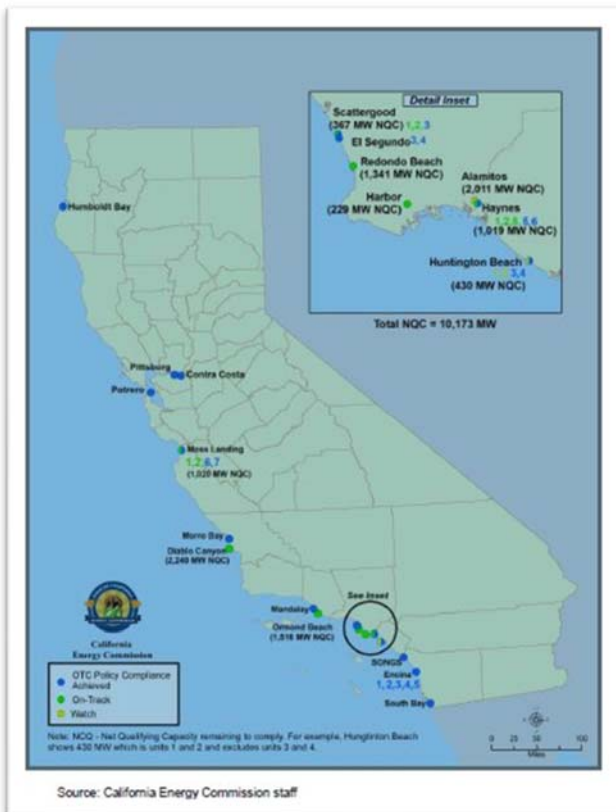 Detail Inset
Scattergood
(367 MW NQC) 1,2,3
El Segundo 3,4
Redondo Beach
(1,341 MW NQC)
Alamitos
(2,011 MW NQC)
Harbor
(229 MW NQC)
Haynes
1,2,8, 5,6
(1,019 MW NQC)
Huntington Beach
3,4
(430 MW NQC)
Total NQC = 10,173 MW
Humboldt Bay
Pittsburg
Contra Costa
Potrero
Moss Landing
1,2,6,7
(1,020 MW NQC)
Morro Bay
Diablo Canyon
(2,240 MW NQC)
See Inset
Mandalay
Ormond Beach
(1,516 MW NQC)
SONGS
Encina
1, 2, 3, 4, 5
South Bay
California
Energy Commission
OTC Policy Compliance
Achieved
On-Track
Watch
0 25 50 100
Miles
Note: NCQ - Net Qualifying Capacity remaining to comply. For example, Hunginton Beach
shows 430 MW which is units 1 and 2 and excludes units 3 and 4.
Source: California Energy Commission staff